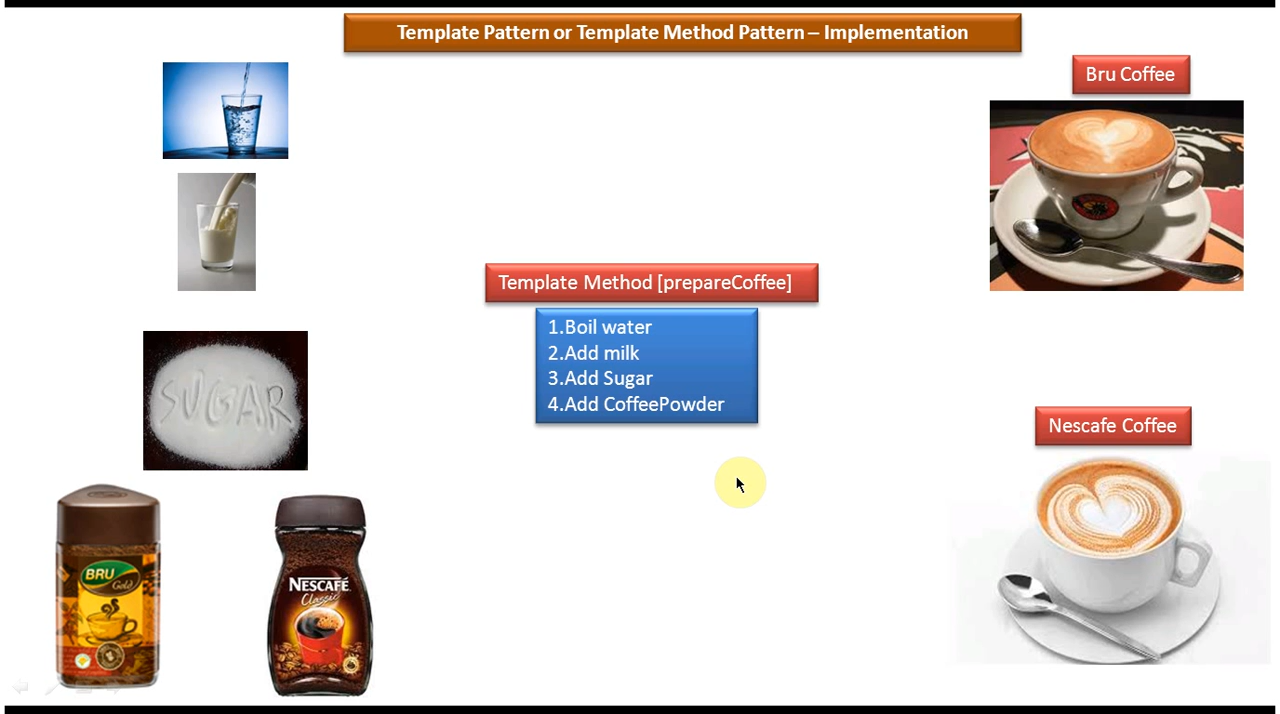 Template Pattern or Template Method Pattern – Implementation
Bru Coffee
Template Method [prepareCoffee]
1.Boil water
2.Add milk
3.Add Sugar
4.Add CoffeePowder
SUGAR
Nescafe Coffee
BRU
Gold
NESCAFÉ
Classic